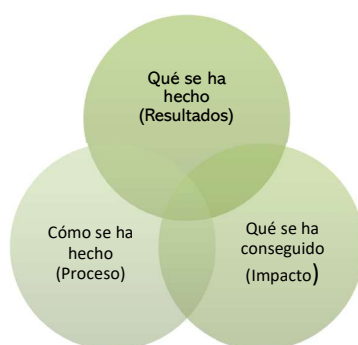 Qué se ha
hecho
(Resultados)
Cómo se ha
hecho
(Proceso)
Qué se ha
conseguido
(Impacto)